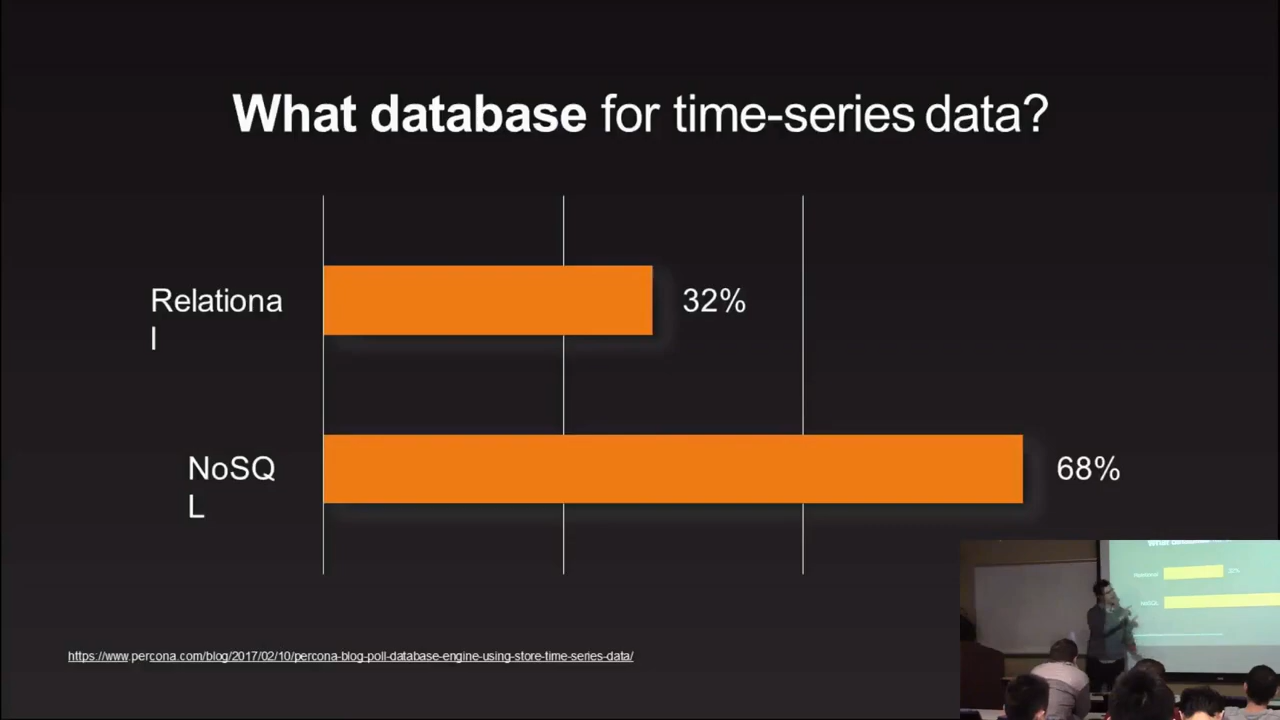 What database for time-series data?
Relationa
l
32%
NoSQ
L
68%
https://www.percona.com/blog/2017/02/10/percona-blog-poll-database-engine-using-store-time-series-data/